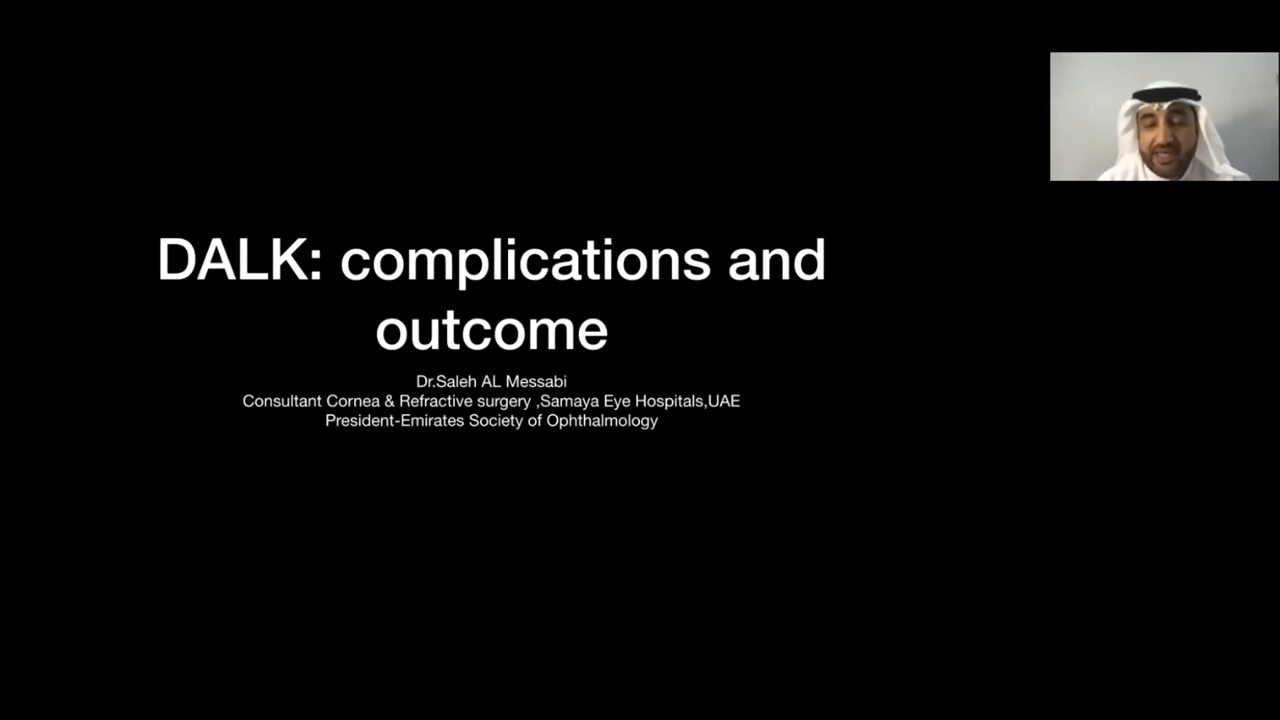 DALK: complications and
outcome
Dr.Saleh AL Messabi
Consultant Cornea & Refractive surgery ,Samaya Eye Hospitals,UAE
President-Emirates Society of Ophthalmology